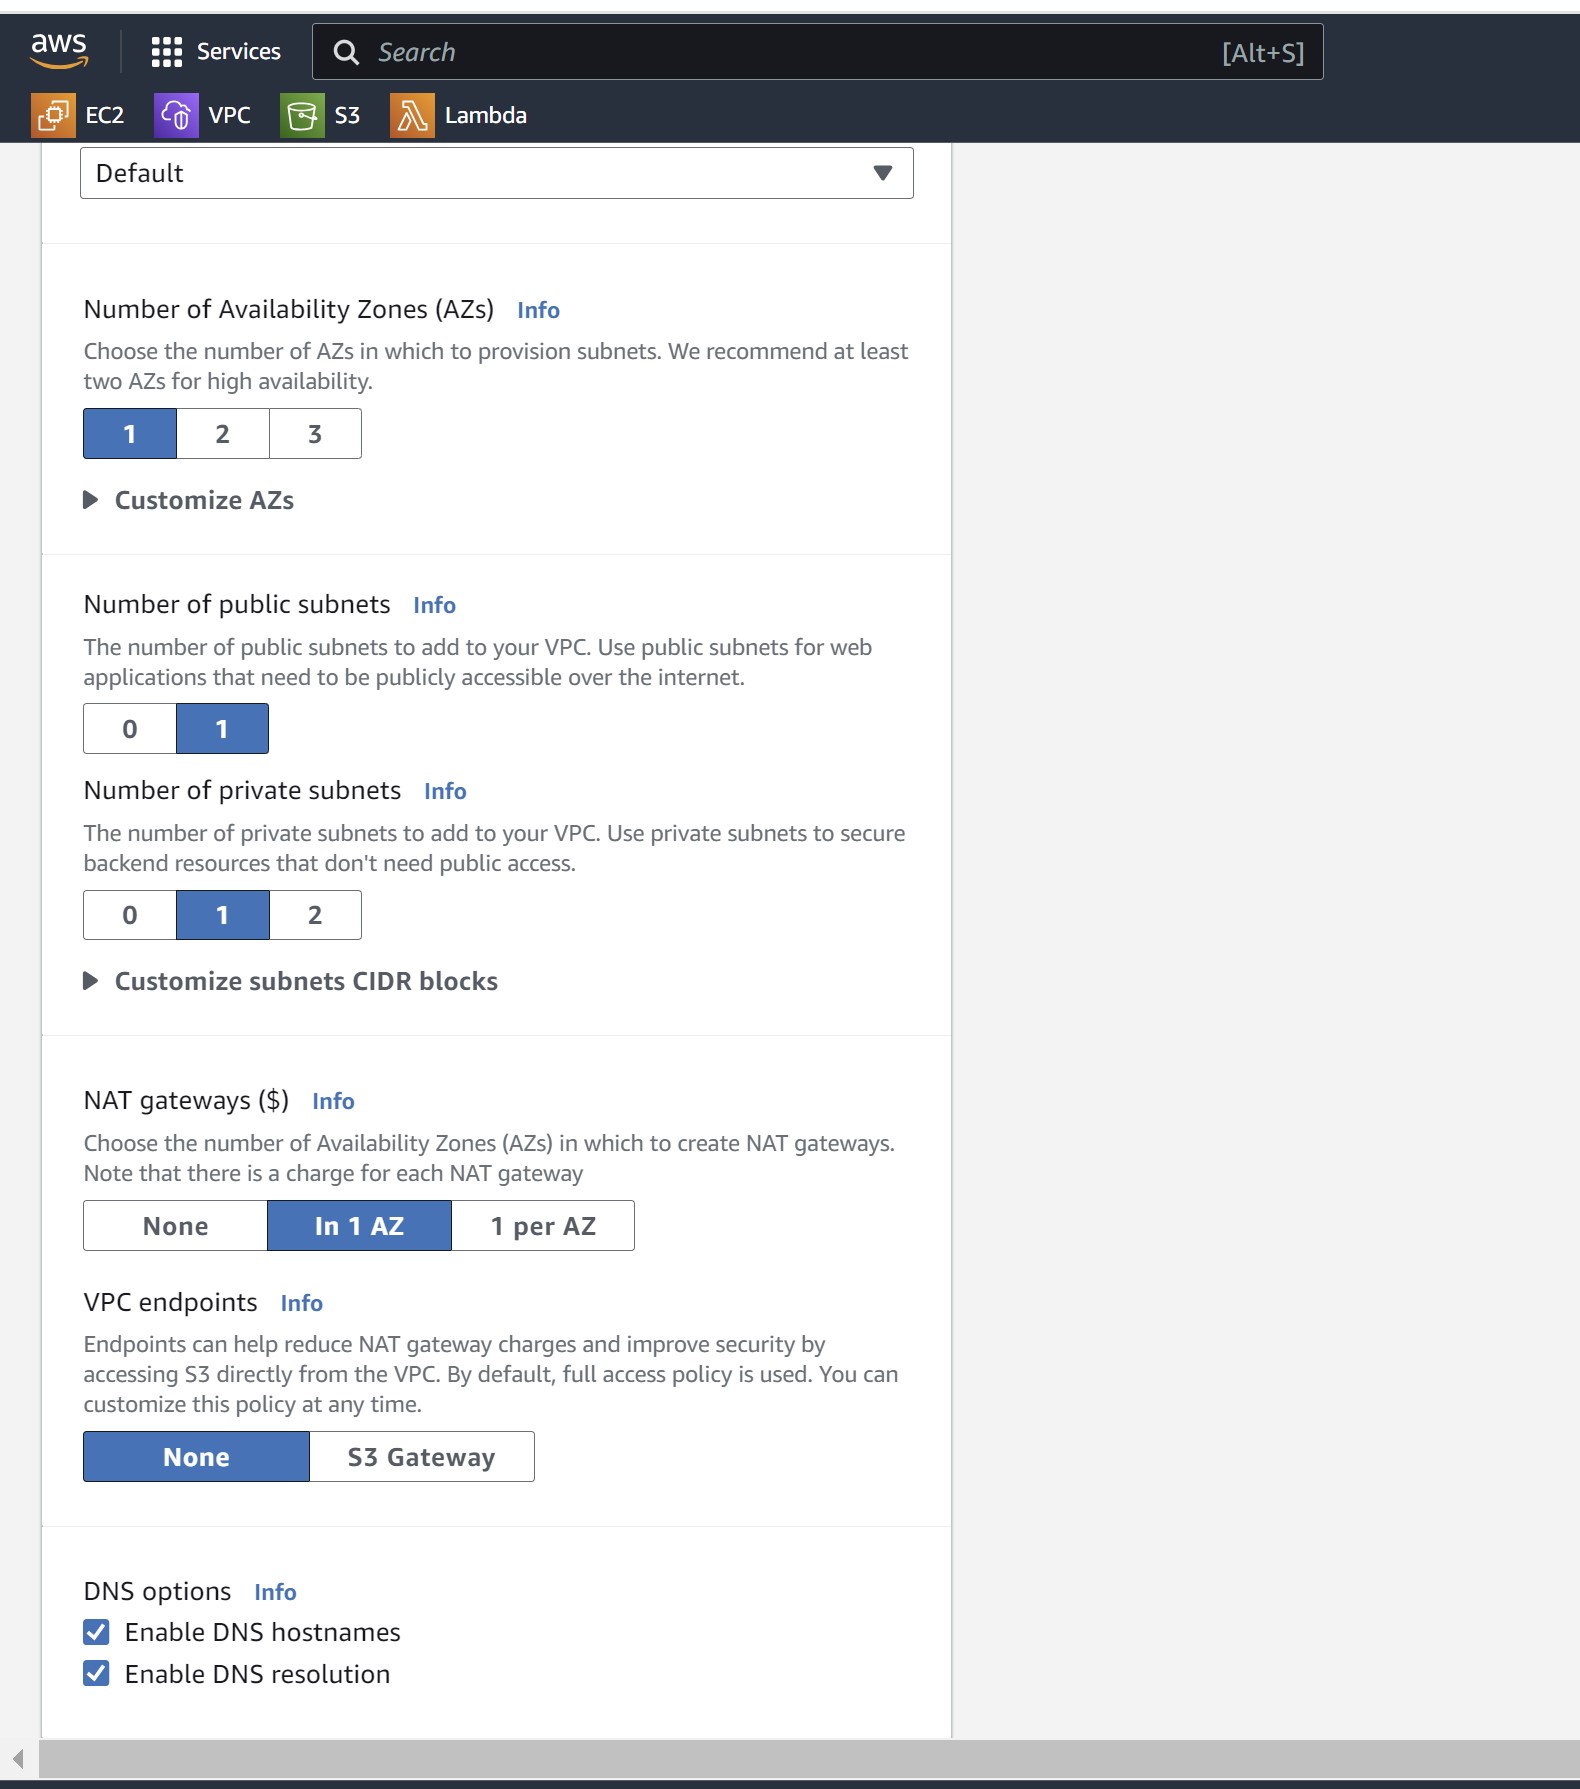 aws
Services
Search
[Alt+S]
EC2
VPC
S3
Lambda
Default
Number of Availability Zones (AZs) Info
Choose the number of AZs in which to provision subnets. We recommend at least
two AZs for high availability.
1 2 3
Customize AZs
Number of public subnets Info
The number of public subnets to add to your VPC. Use public subnets for web
applications that need to be publicly accessible over the internet.
0 1
Number of private subnets Info
The number of private subnets to add to your VPC. Use private subnets to secure
backend resources that don't need public access.
0 1 2
Customize subnets CIDR blocks
NAT gateways ($) Info
Choose the number of Availability Zones (AZs) in which to create NAT gateways.
Note that there is a charge for each NAT gateway
None In 1 AZ 1 per AZ
VPC endpoints Info
Endpoints can help reduce NAT gateway charges and improve security by
accessing S3 directly from the VPC. By default, full access policy is used. You can
customize this policy at any time.
None S3 Gateway
DNS options Info
Enable DNS hostnames
Enable DNS resolution